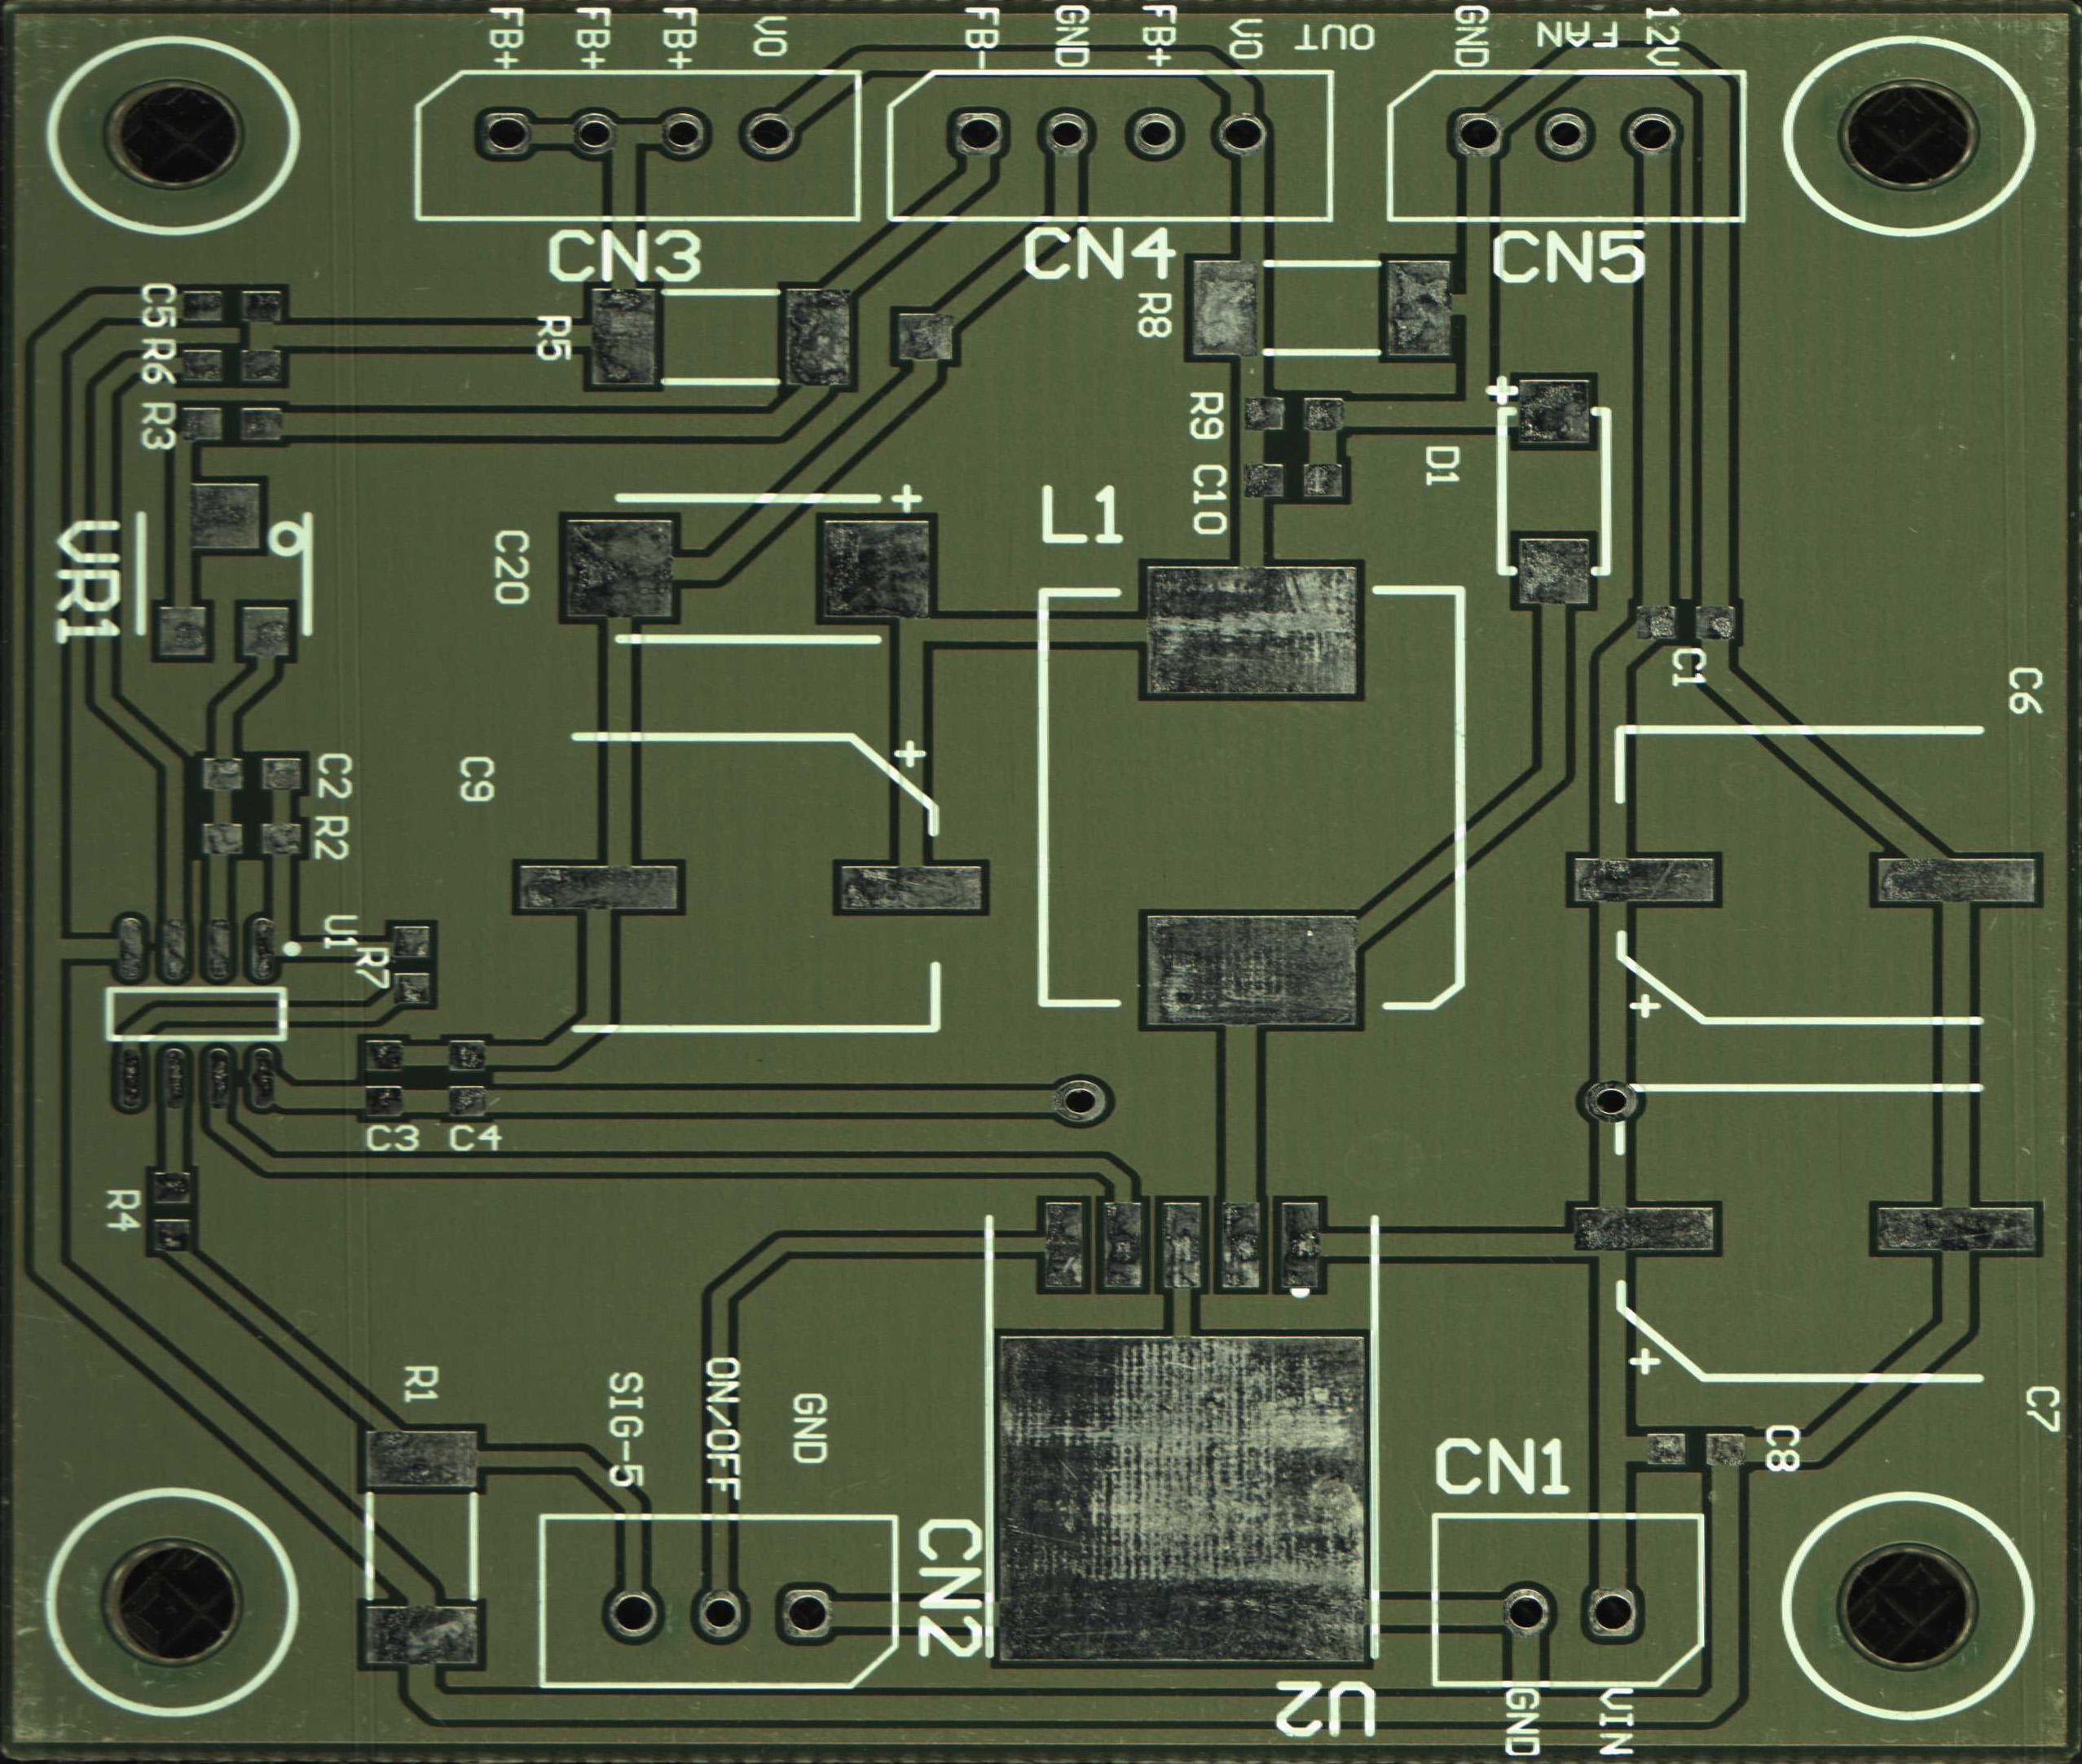 FB+
FB+
FB+
VO
FB-
GND
FB+
VO
OUT
GND
FAN
12V
CN3
CN4
CN5
C5
R6
R3
R5
R8
R9
C10
D1
VR1
C20
L1
C1
C6
C2
R2
C9
U1
R7
C3
C4
R4
R1
SIG-5
ON/OFF
GND
CN2
CN1
C8
C7
U2
GND
VIN